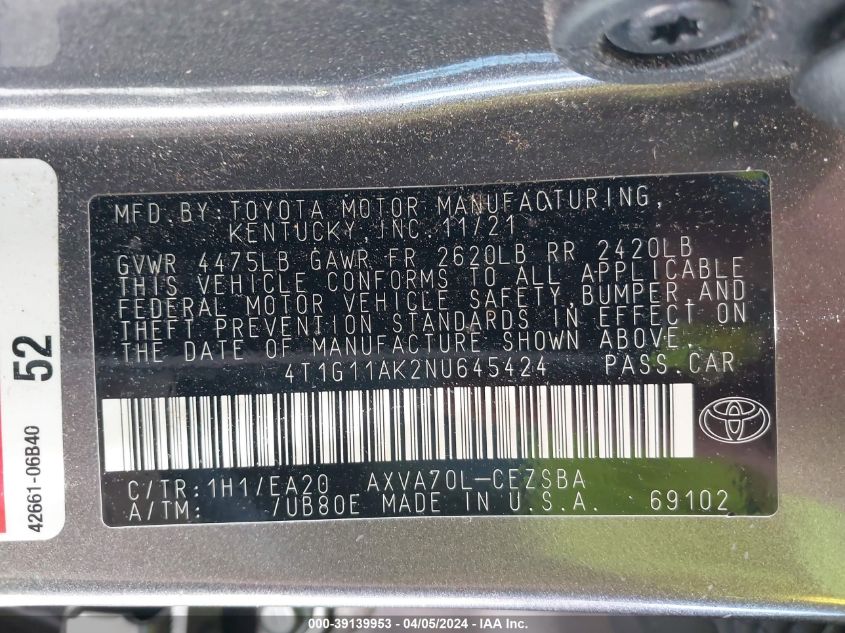 MFD.BY:TOYOTA MOTOR MANUFACTURING,
KENTUCKY,INC.11/21
GVWR 4475LB GAWR FR 2620LB RR 2420LB
THIS VEHICLE CONFORMS TO ALL APPLICABLE
FEDERAL MOTOR VEHICLE SAFETY,BUMPER,AND
THEFT PREVENTION STANDARDS IN EFFECT ON
THE DATE OF MANUFACTURE SHOWN ABOVE.
4T1G11AK2NU645424 PASS.CAR
C/TR:1H1/EA20 AXVA70L-CEZSBA
A/TM: /UB80E MADE IN U.S.A. 69102
52
42661-06B40
000-39139953 - 04/05/2024 - IAA Inc.